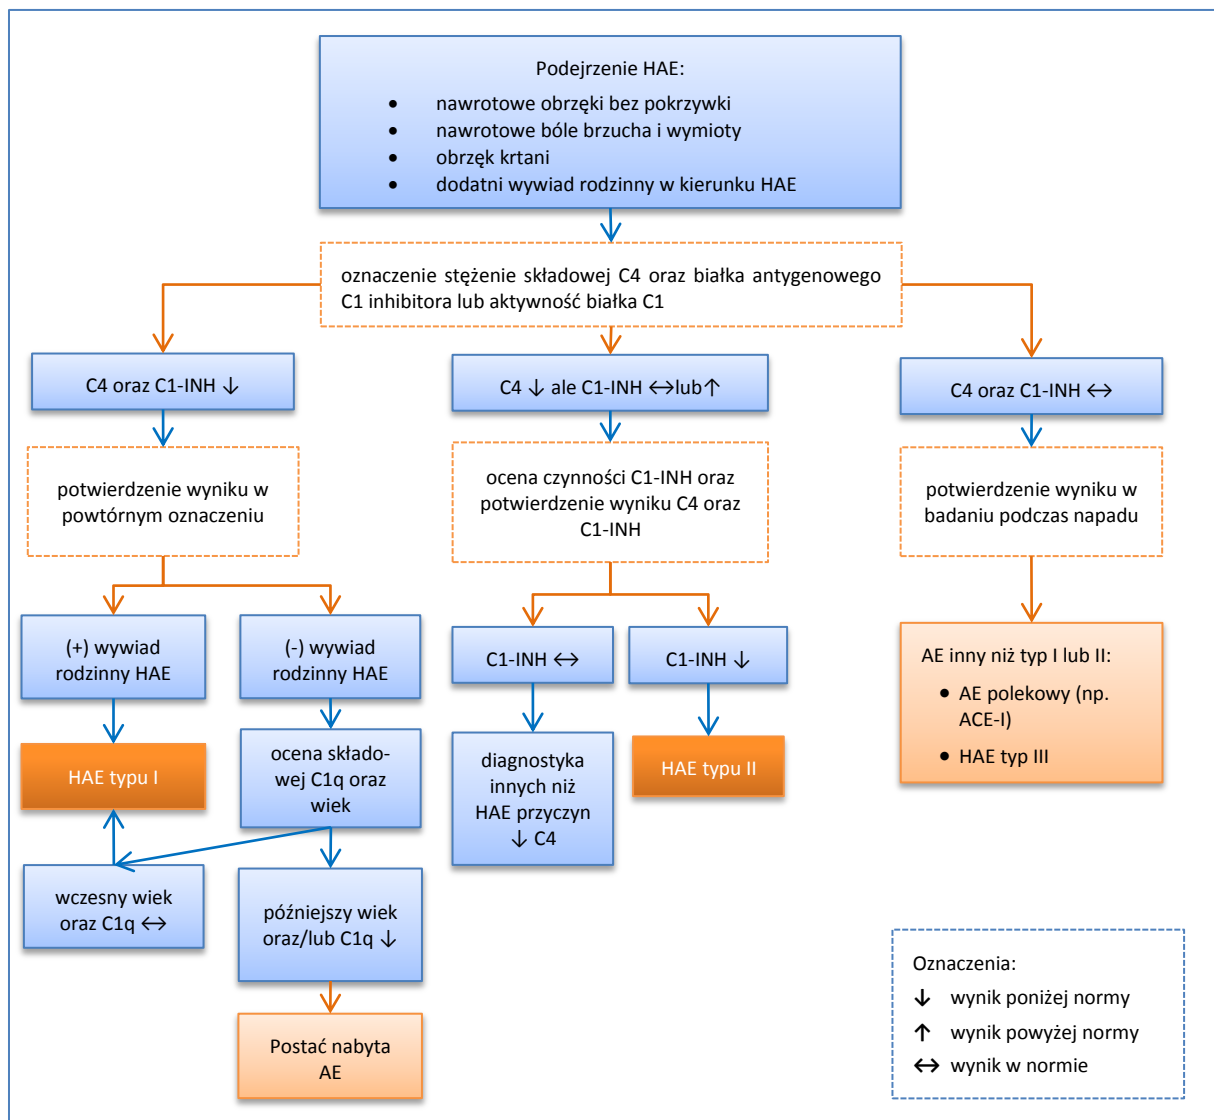 Podejrzenie HAE:
• nawrotowe obrzęki bez pokrzywki
• nawrotowe bóle brzucha i wymioty
• obrzęk krtani
• dodatni wywiad rodzinny w kierunku HAE
oznaczenie stężenie składowej C4 oraz białka antygenowego
C1 inhibitora lub aktywność białka C1
C4 oraz C1-INH ↓
C4 ↓ ale C1-INH ↔lub↑
C4 oraz C1-INH ↔
potwierdzenie wyniku w
powtórnym oznaczeniu
ocena czynności C1-INH oraz
potwierdzenie wyniku C4 oraz
C1-INH
potwierdzenie wyniku w
badaniu podczas napadu
(+) wywiad
rodzinny HAE
(-) wywiad
rodzinny HAE
C1-INH ↔
C1-INH ↓
AE inny niż typ I lub II:
• AE polekowy (np.
ACE-I)
• HAE typ III
HAE typu I
ocena składo-
wej C1q oraz
wiek
diagnostyka
innych niż
HAE przyczyn
↓ C4
HAE typu II
wczesny wiek
oraz C1q ↔
późniejszy wiek
oraz/lub C1q ↓
Postać nabyta
AE
Oznaczenia:
↓ wynik poniżej normy
↑ wynik powyżej normy
↔ wynik w normie